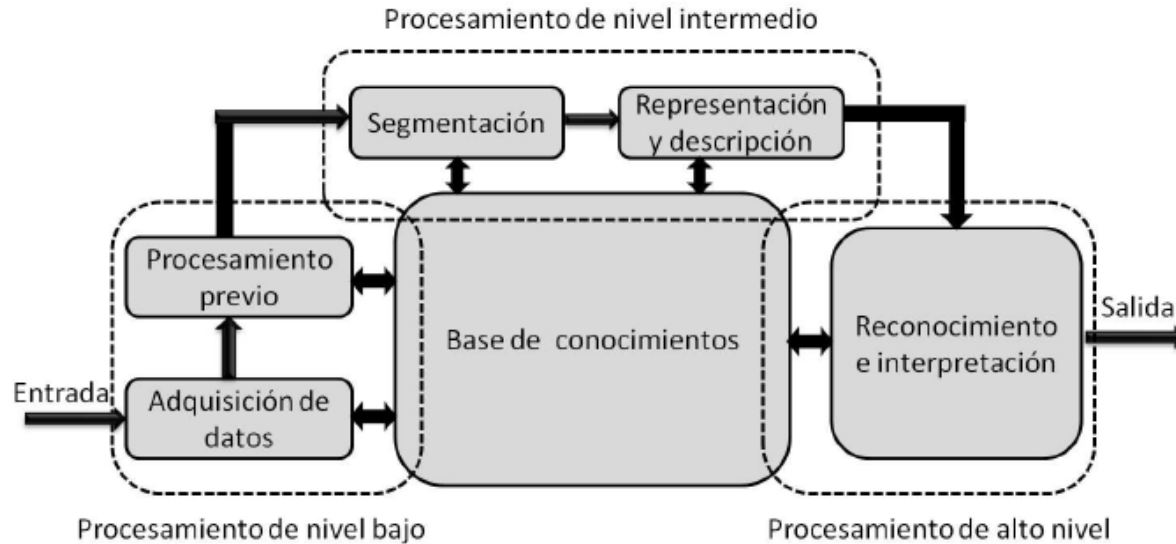 Procesamiento de nivel intermedio
Segmentación
Representación
y descripción
Procesamiento
previo
Base de conocimientos
Reconocimiento
e interpretación
Salida
Entrada
Adquisición de
datos
Procesamiento de nivel bajo
Procesamiento de alto nivel